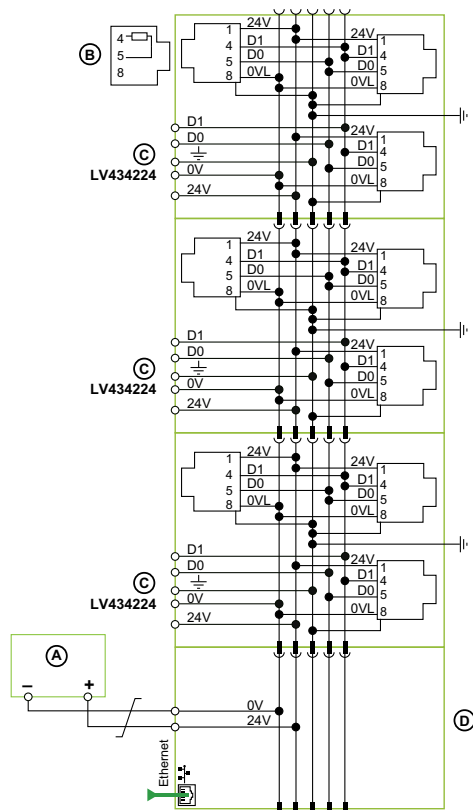 24V
1 24V 1
4 D1 D1 4
B 4 5 D0 D0 5
5 8 0VL 0VL 8
8
D1 24V 1
D0 D1 4
C D0 5
LV434224 0V 0VL 8
24V
24V
1 24V 1
4 D1 D1 4
5 D0 D0 5
8 0VL 0VL 8
D1 24V 1
D0 D1 4
C D0 5
LV434224 0V 0VL 8
24V
24V
1 24V 1
4 D1 D1 4
5 D0 D0 5
8 0VL 0VL 8
D1 24V 1
D0 D1 4
C D0 5
LV434224 0V 0VL 8
24V
A
− +
0V D
24V
Ethernet